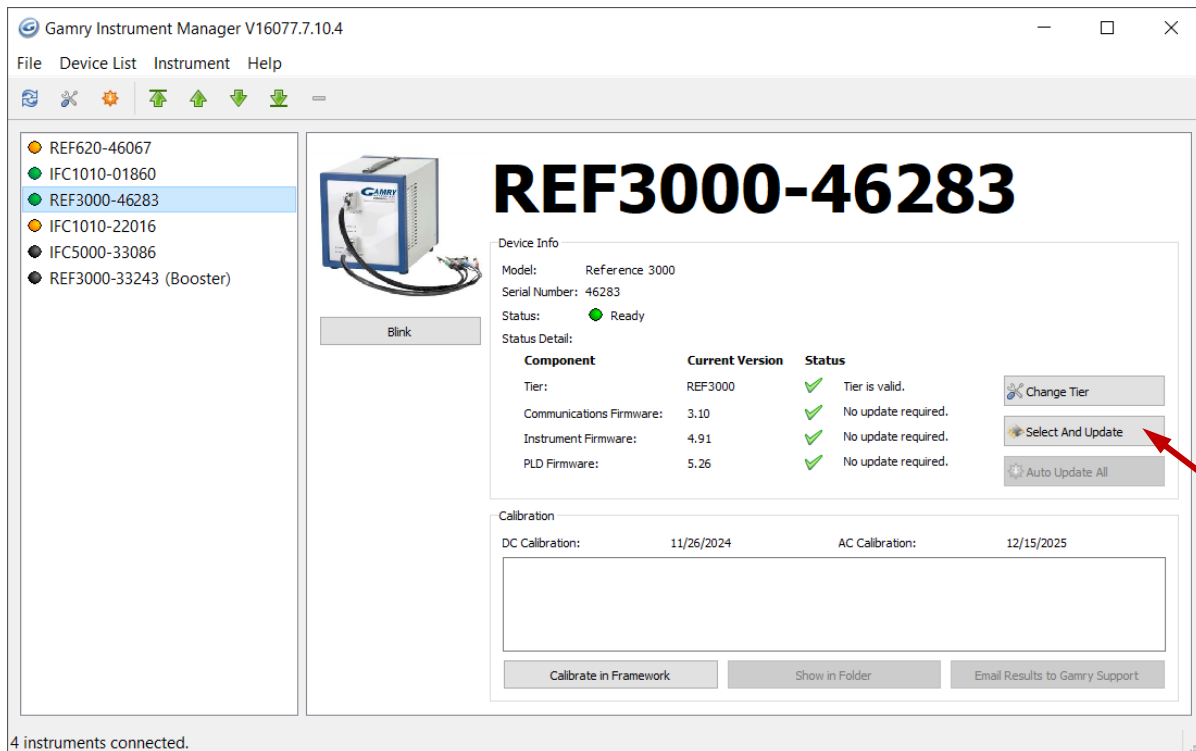 Gamry Instrument Manager V16077.7.10.4
File Device List Instrument Help
REF620-46067
IFC1010-01860
REF3000-46283
IFC1010-22016
IFC5000-33086
REF3000-33243 (Booster)
GAMRY
Blink
REF3000-46283
Device Info
Model: Reference 3000
Serial Number: 46283
Status: Ready
Status Detail:
Component Current Version Status
Tier: REF3000 Tier is valid.
Communications Firmware: 3.10 No update required.
Instrument Firmware: 4.91 No update required.
PLD Firmware: 5.26 No update required.
Change Tier
Select And Update
Auto Update All
Calibration
DC Calibration: 11/26/2024 AC Calibration: 12/15/2025
Calibrate in Framework Show in Folder Email Results to Gamry Support
4 instruments connected.